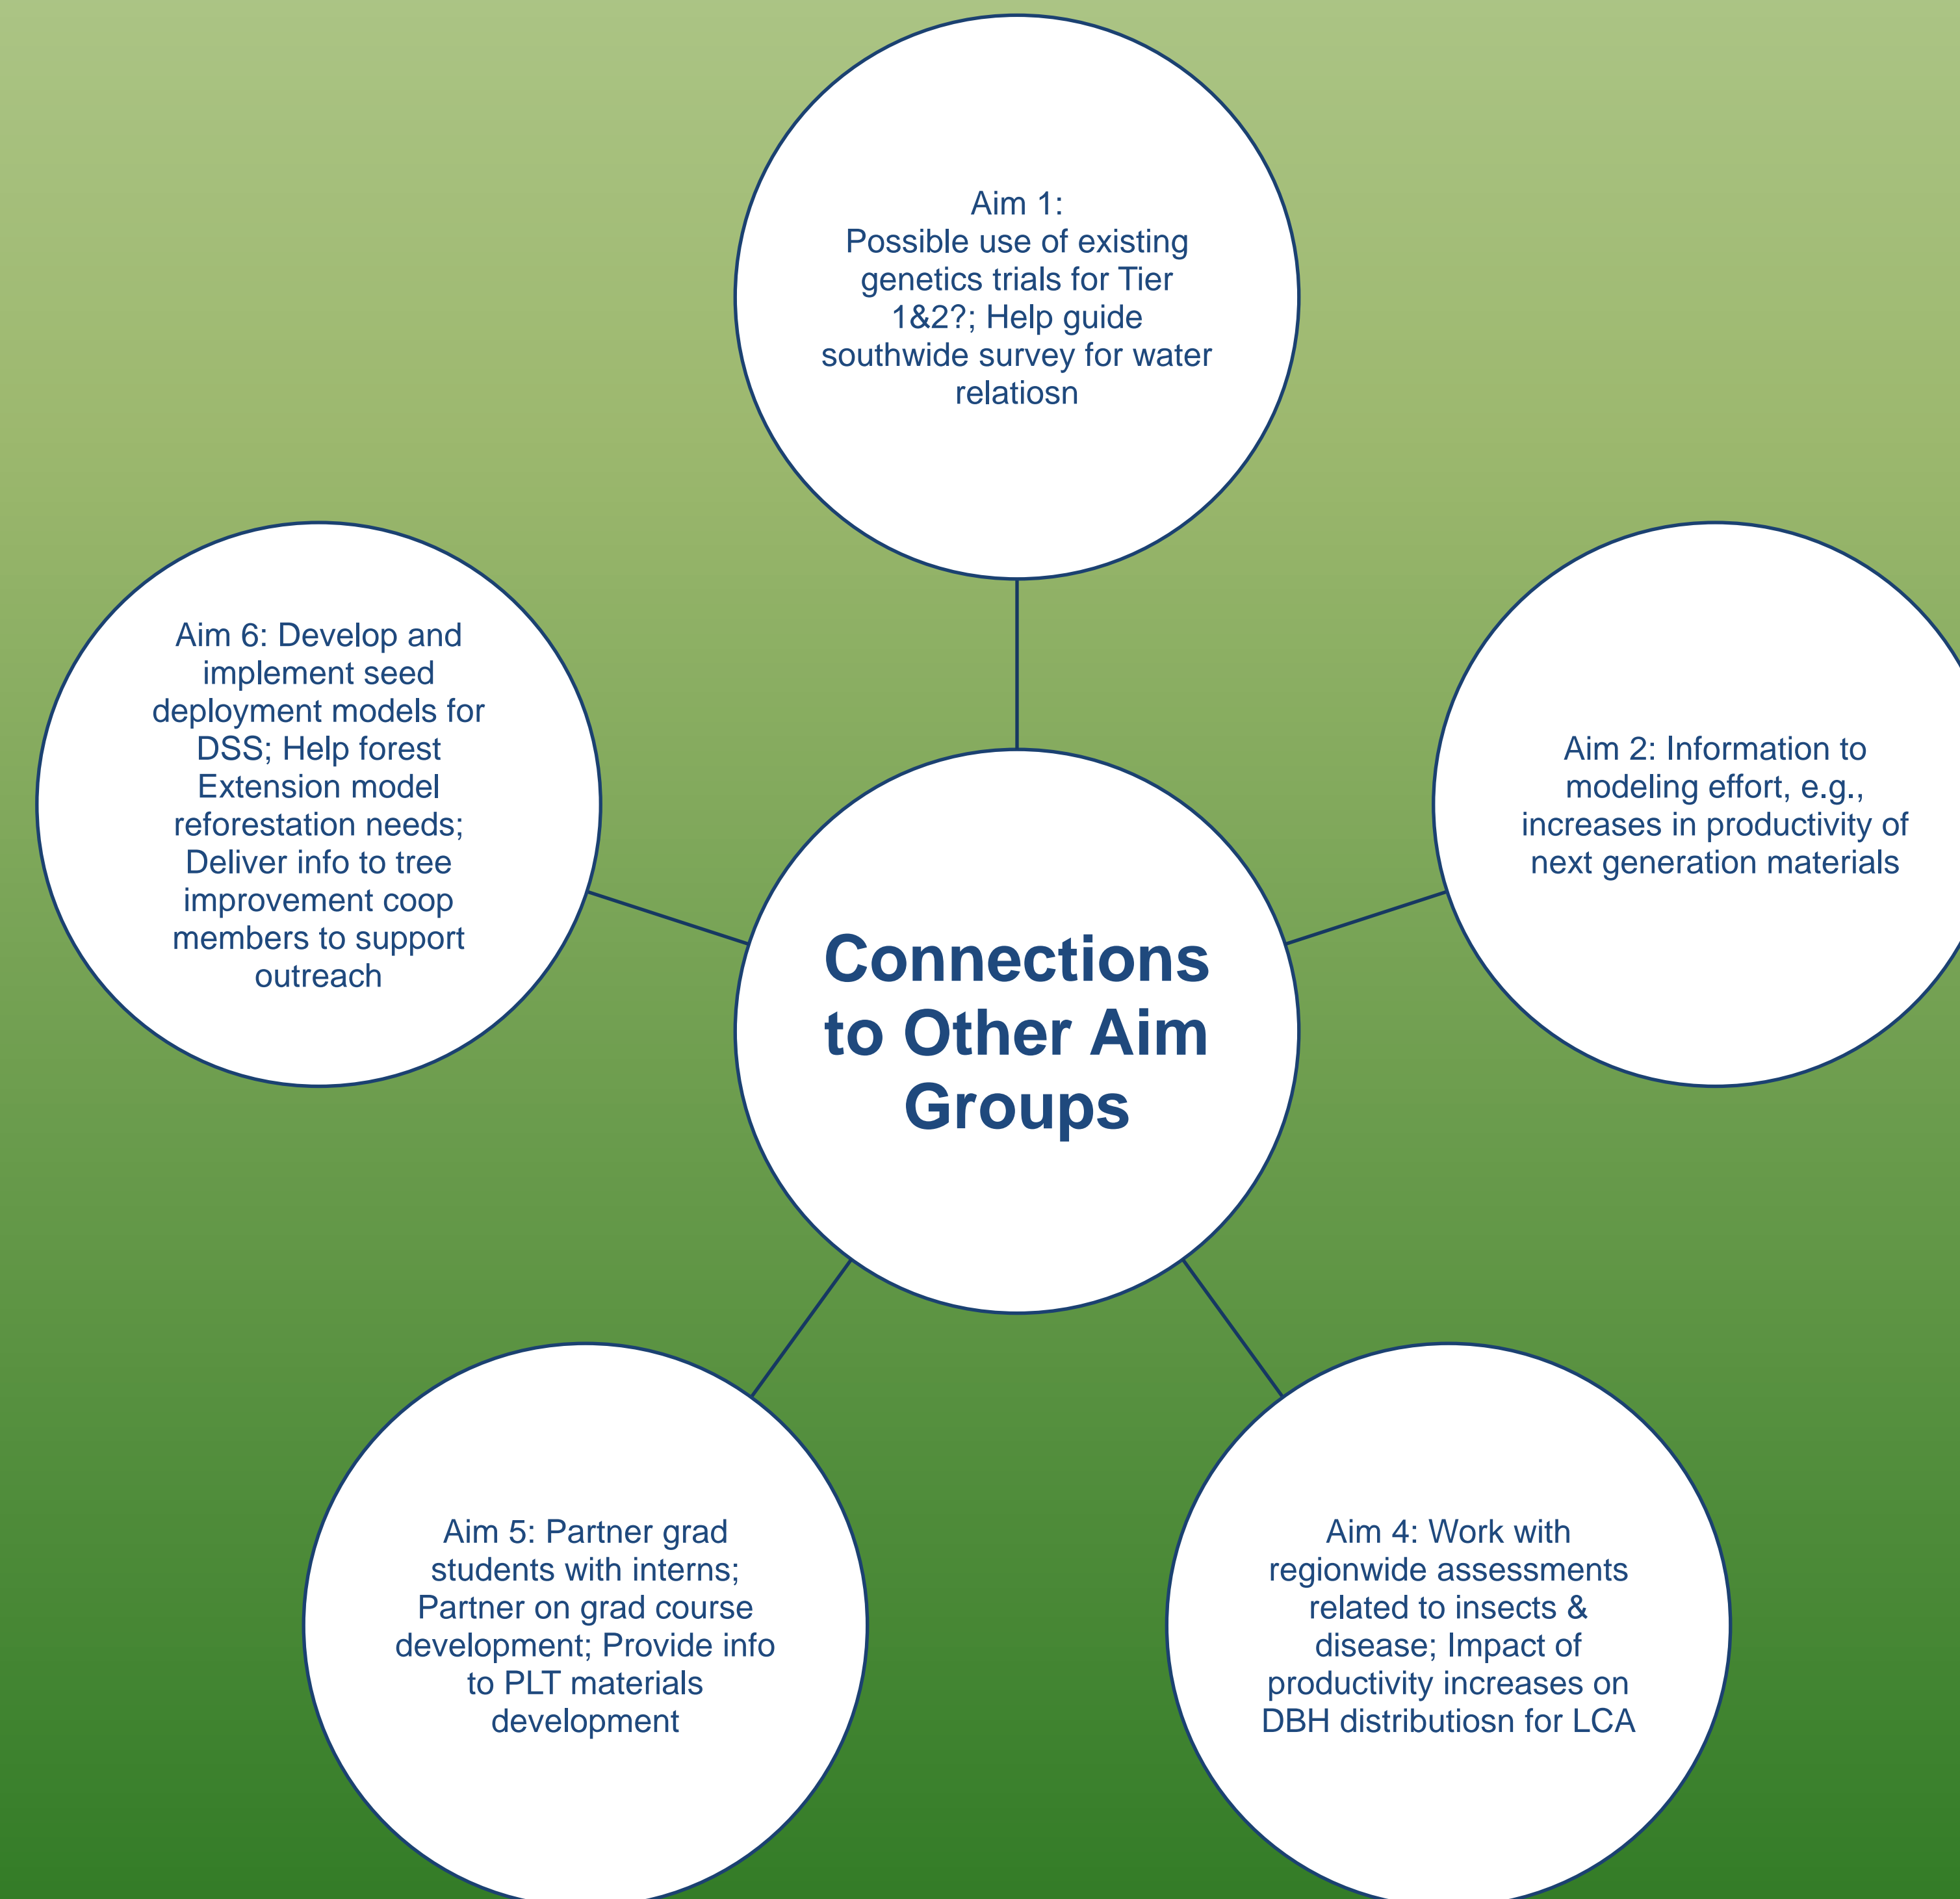 Aim 1:
Possible use of existing
genetics trials for Tier
1&2?; Help guide
southwide survey for water
relatiosn
Aim 2: Information to
modeling effort, e.g.,
increases in productivity of
next generation materials
Aim 6: Develop and
implement seed
deployment models for
DSS; Help forest
Extension model
reforestation needs;
Deliver info to tree
improvement coop
members to support
outreach
Connections
to Other Aim
Groups
Aim 5: Partner grad
students with interns;
Partner on grad course
development; Provide info
to PLT materials
development
Aim 4: Work with
regionwide assessments
related to insects &
disease; Impact of
productivity increases on
DBH distributiosn for LCA